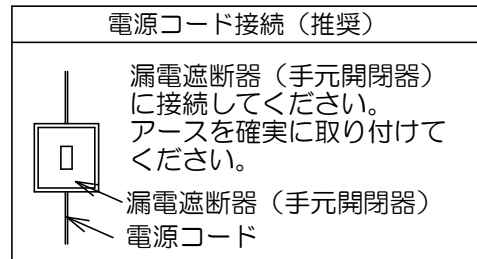 電源コード接続（推奨）
漏電遮断器（手元開閉器）
に接続してください。
アースを確実に取り付けて
ください。
漏電遮断器（手元開閉器）
電源コード